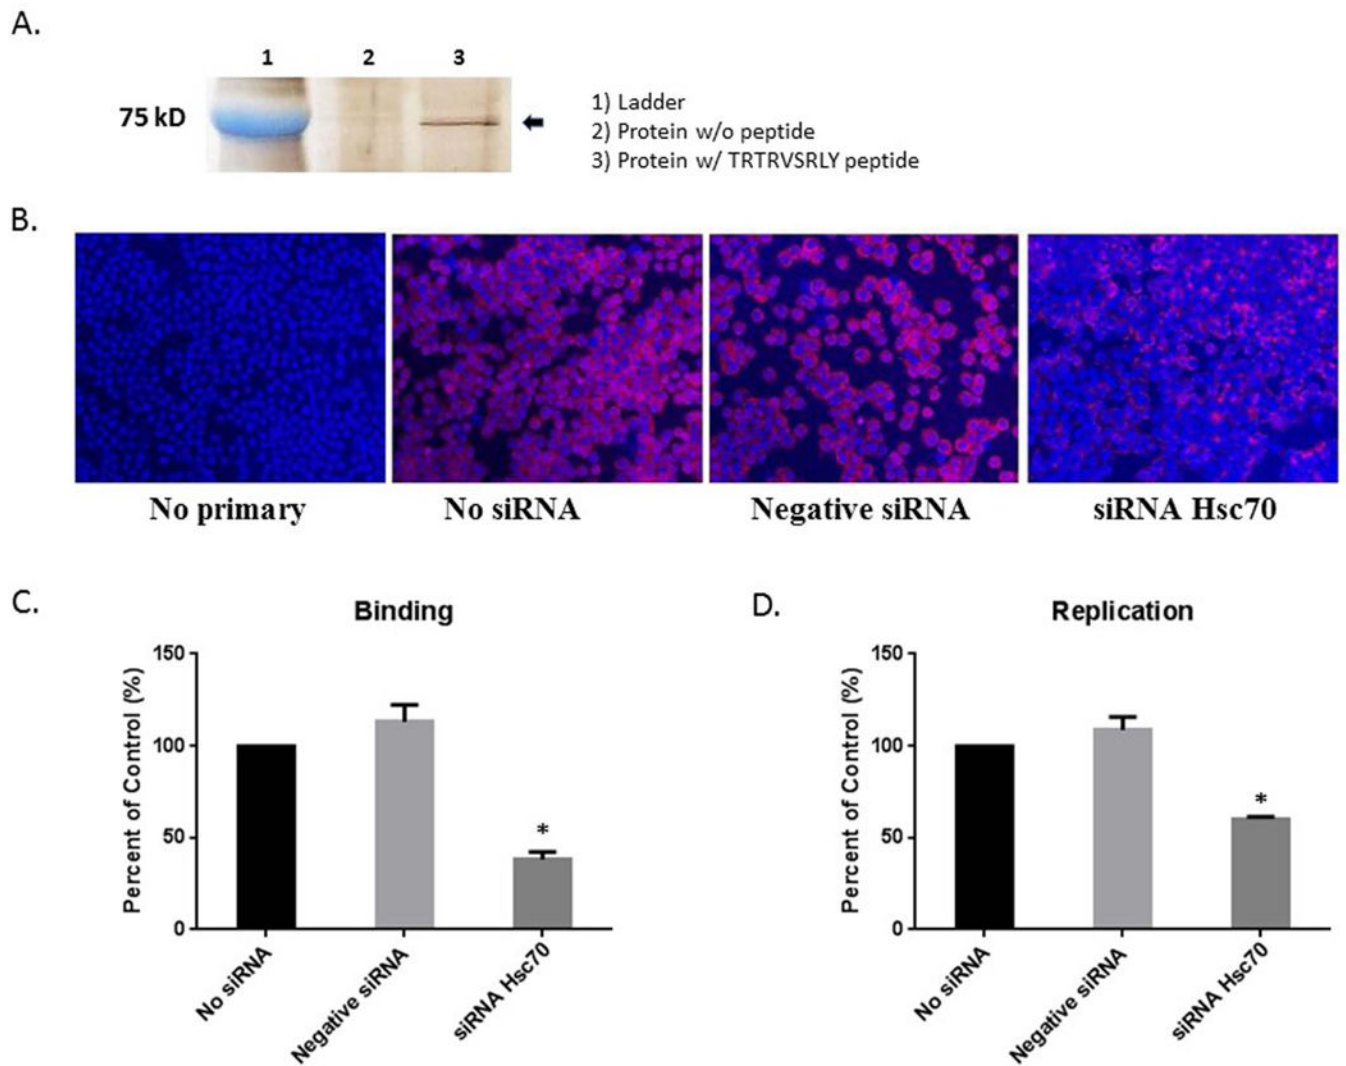 A.
1 2 3
75 kD
1) Ladder
2) Protein w/o peptide
3) Protein w/ TRTRVSRLY peptide
B.
No primary
No siRNA
Negative siRNA
siRNA Hsc70
C.
Binding
Percent of Control (%)
150
100
50
0
No siRNA
Negative siRNA
siRNA Hsc70
*
D.
Replication
Percent of Control (%)
150
100
50
0
No siRNA
Negative siRNA
siRNA Hsc70
*